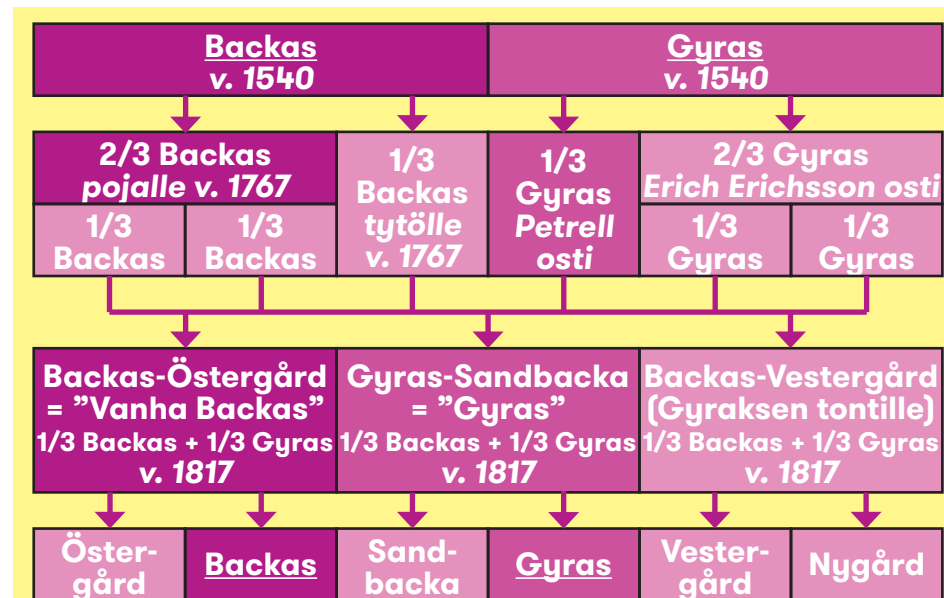 Backas
v. 1540
Gyras
v. 1540
2/3 Backas
pojalle v. 1767
1/3
Backas
1/3
Backas
1/3
Backas
tytölle
v. 1767
1/3
Gyras
Petrell
osti
2/3 Gyras
Erich Erichsson osti
1/3
Gyras
1/3
Gyras
Backas-Östergård
= ”Vanha Backas”
1/3 Backas + 1/3 Gyras
v. 1817
Gyras-Sandbacka
= ”Gyras”
1/3 Backas + 1/3 Gyras
v. 1817
Backas-Vestergård
(Gyraksen tontille)
1/3 Backas + 1/3 Gyras
v. 1817
Öster-
gård
Backas
Sand-
backa
Gyras
Vester-
gård
Nygård